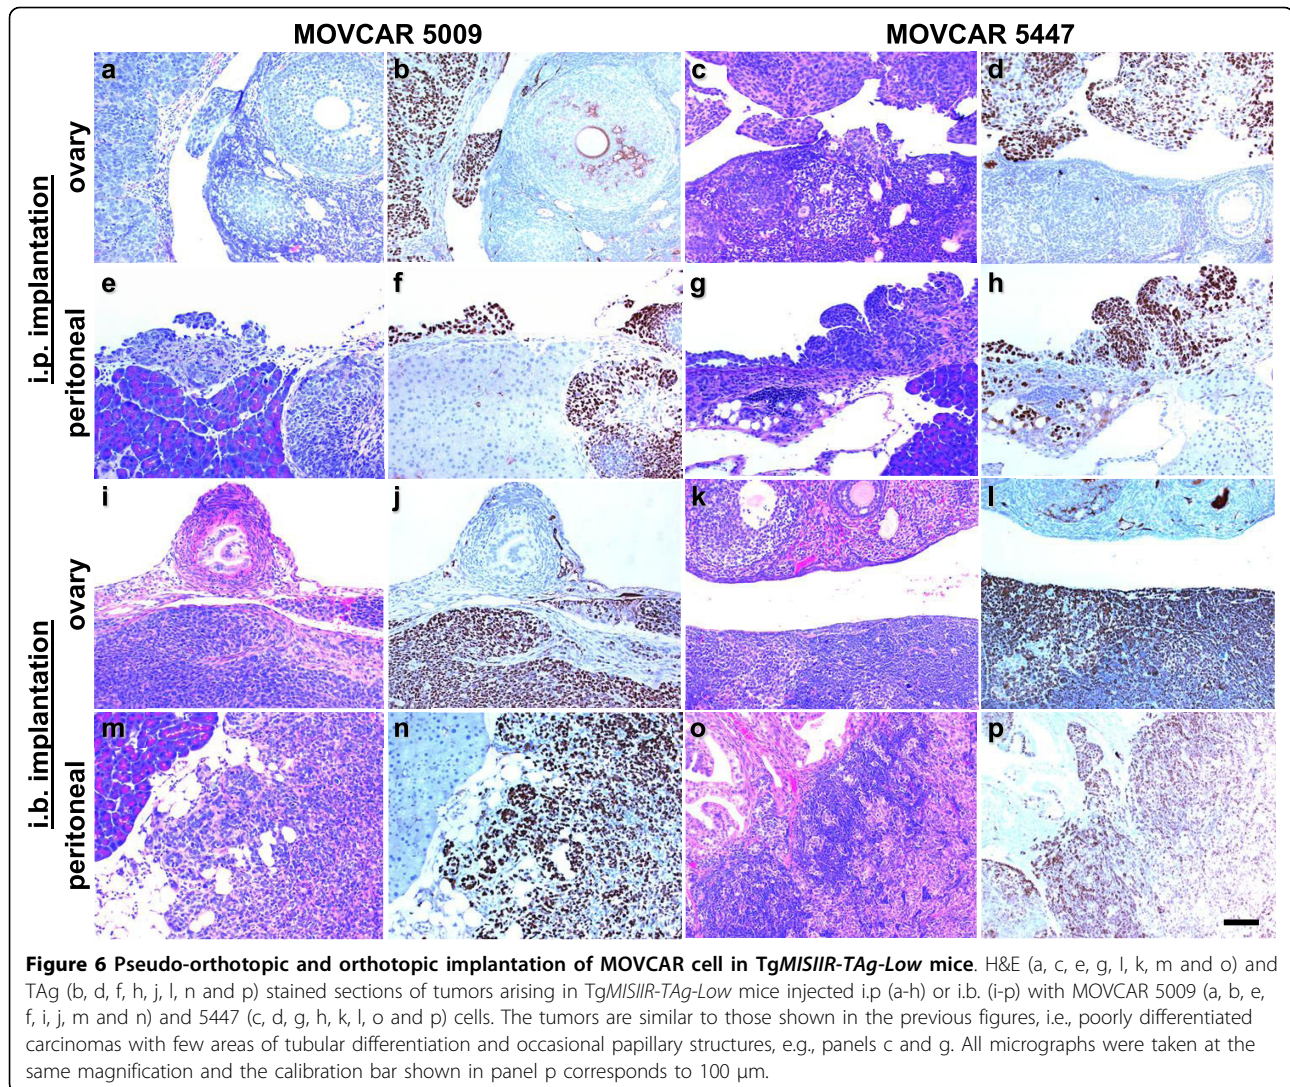 MOVCAR 5009 MOVCAR 5447
i.p. implantation
ovary
a b c d
peritoneal
e f g h
i.b. implantation
ovary
i j k l
peritoneal
m n o p
Figure 6 Pseudo-orthotopic and orthotopic implantation of MOVCAR cell in TgMISIIR-TAg-Low mice. H&E (a, c, e, g, I, k, m and o) and
TAg (b, d, f, h, j, l, n and p) stained sections of tumors arising in TgMISIIR-TAg-Low mice injected i.p (a-h) or i.b. (i-p) with MOVCAR 5009 (a, b, e,
f, i, j, m and n) and 5447 (c, d, g, h, k, l, o and p) cells. The tumors are similar to those shown in the previous figures, i.e., poorly differentiated
carcinomas with few areas of tubular differentiation and occasional papillary structures, e.g., panels c and g. All micrographs were taken at the
same magnification and the calibration bar shown in panel p corresponds to 100 μm.